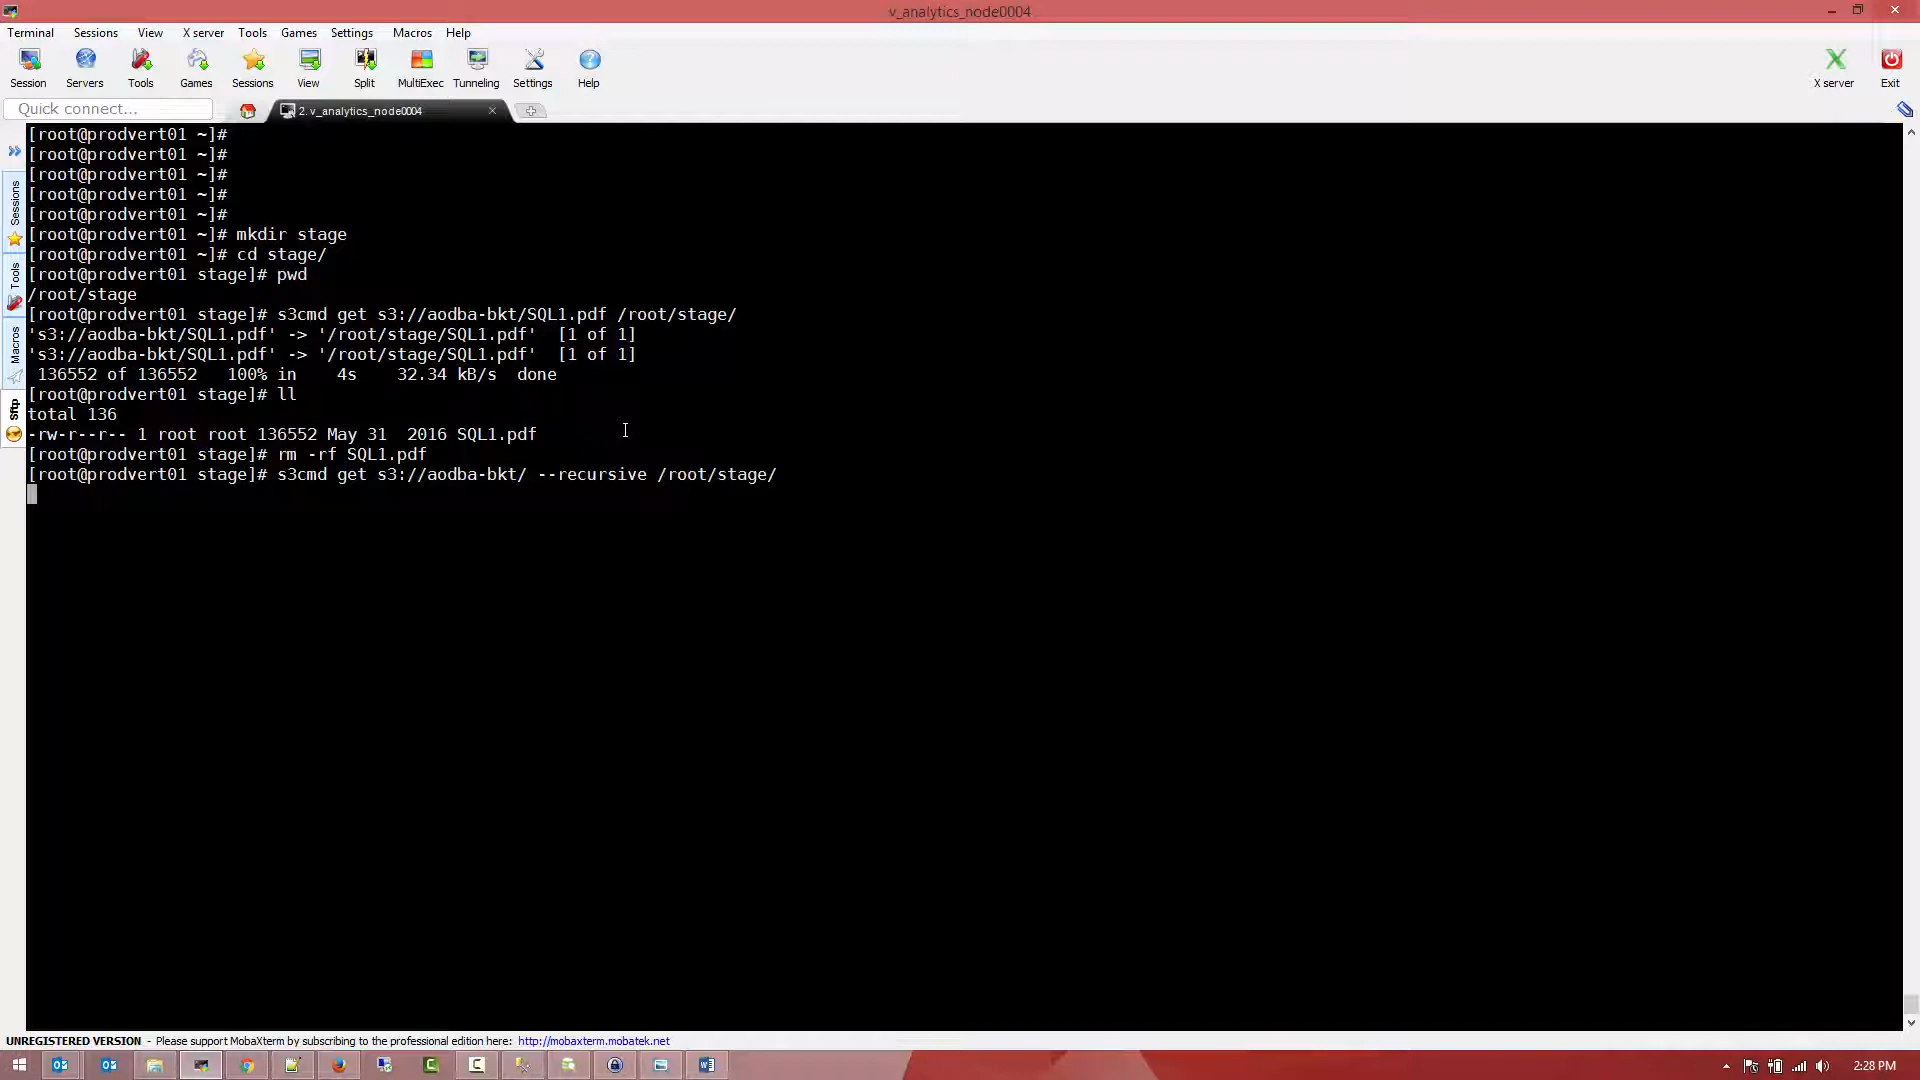 v_analytics_node0004
Terminal Sessions View X server Tools Games Settings Macros Help
Session Servers Tools Games Sessions View Split MultiExec Tunneling Settings Help X server Exit
Quick connect...
2. v_analytics_node0004
[root@prodvert01 ~]#
[root@prodvert01 ~]#
[root@prodvert01 ~]#
[root@prodvert01 ~]#
[root@prodvert01 ~]#
[root@prodvert01 ~]# mkdir stage
[root@prodvert01 ~]# cd stage/
[root@prodvert01 stage]# pwd
/root/stage
[root@prodvert01 stage]# s3cmd get s3://aodba-bkt/SQL1.pdf /root/stage/
's3://aodba-bkt/SQL1.pdf' -> '/root/stage/SQL1.pdf'  [1 of 1]
's3://aodba-bkt/SQL1.pdf' -> '/root/stage/SQL1.pdf'  [1 of 1]
136552 of 136552   100% in    4s    32.34 kB/s  done
[root@prodvert01 stage]# ll
total 136
-rw-r--r-- 1 root root 136552 May 31  2016 SQL1.pdf
[root@prodvert01 stage]# rm -rf SQL1.pdf
[root@prodvert01 stage]# s3cmd get s3://aodba-bkt/ --recursive /root/stage/
Sessions
Tools
Macros
Sftp
UNREGISTERED VERSION - Please support MobaXterm by subscribing to the professional edition here: http://mobaxterm.mobatek.net
2:28 PM